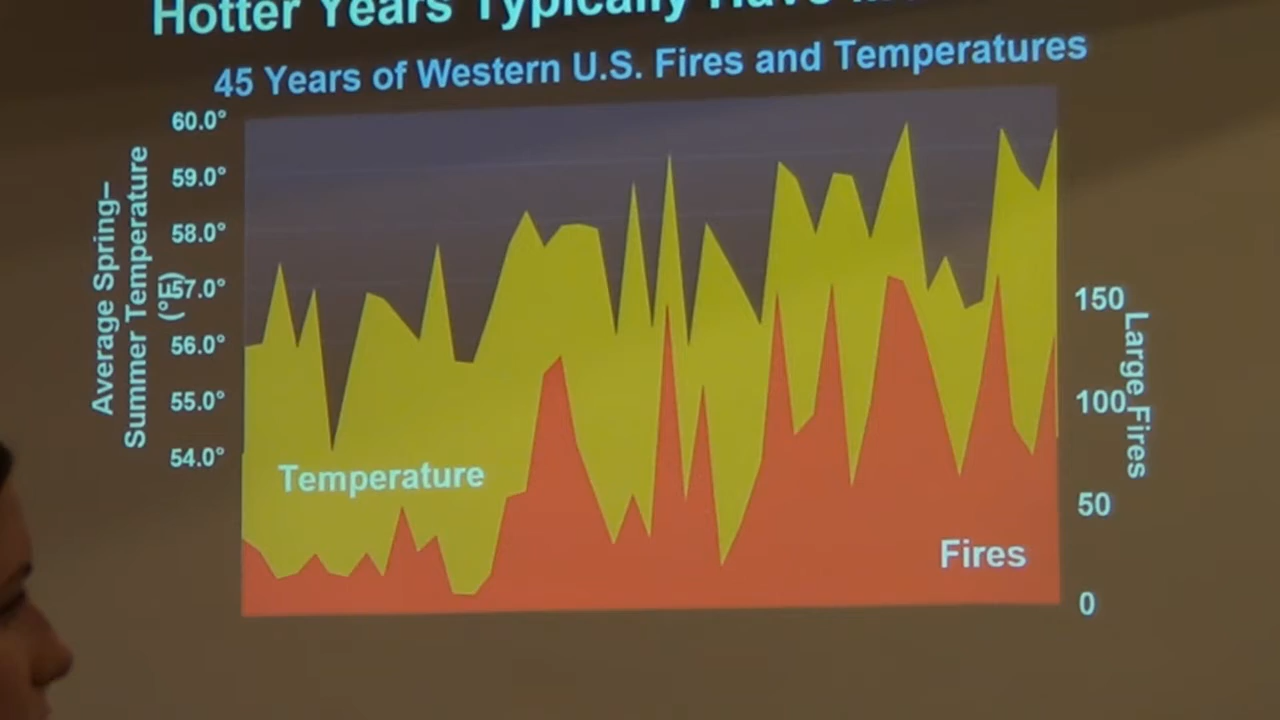 Hotter Years Typically Have
45 Years of Western U.S. Fires and Temperatures
60.0°
59.0°
58.0°
57.0°
56.0°
55.0°
54.0°
Average Spring–
Summer Temperature
(°F)
Temperature
Fires
150
100
50
0
Large Fires